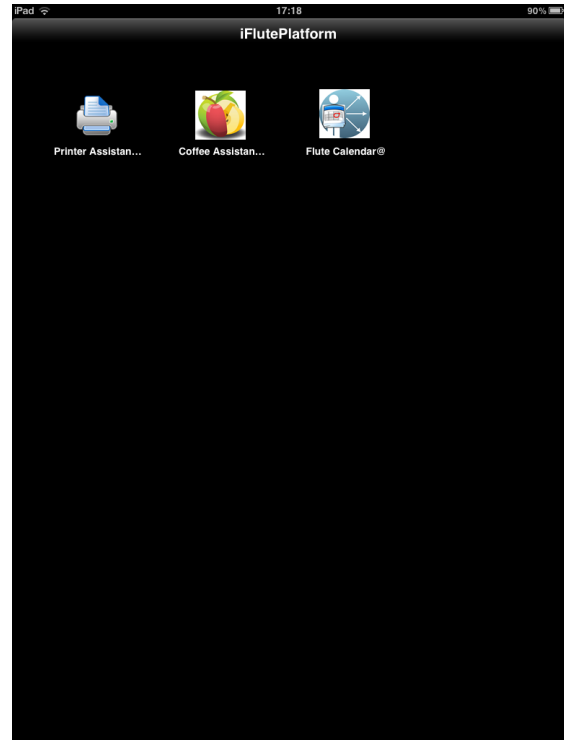 iPad 17:18 90%
iFlutePlatform
Printer Assistan... Coffee Assistan... Flute Calendar@